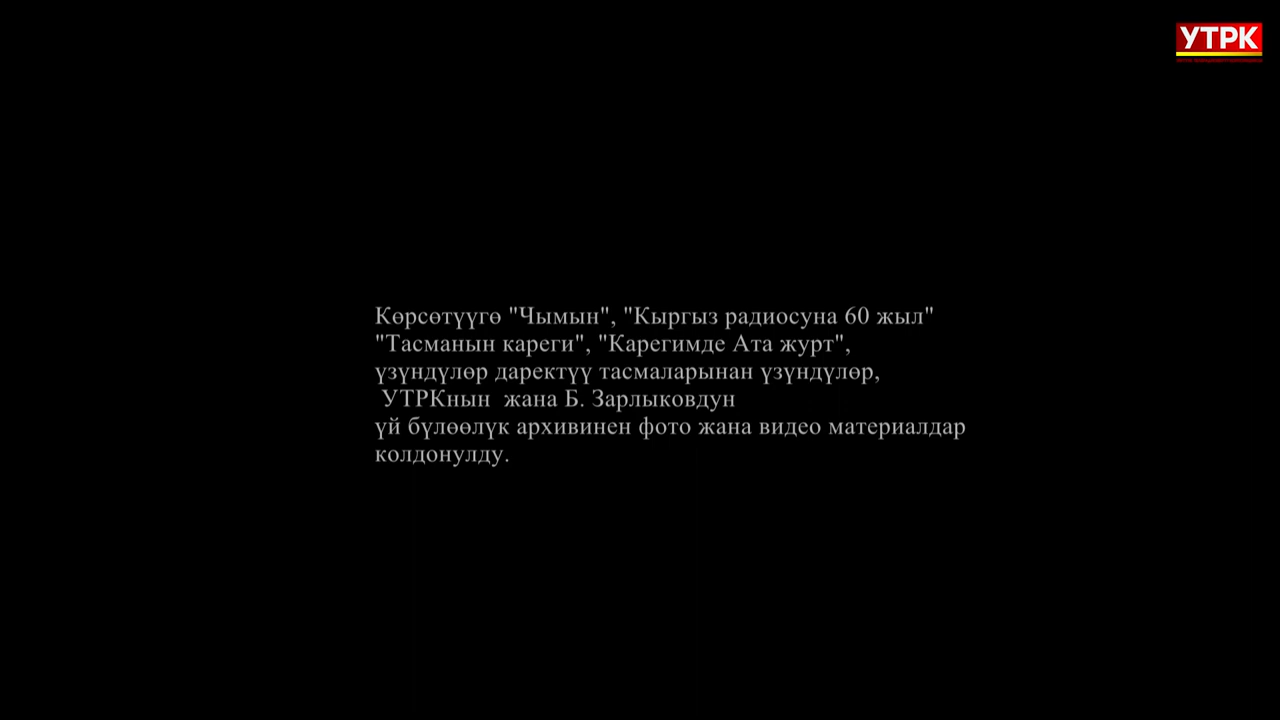 УТРК
Көрсөтүүгө "Чымын", "Кыргыз радиосуна 60 жыл"
"Тасманын кареги", "Карегимде Ата журт",
үзүндүлөр даректүү тасмаларынан үзүндүлөр,
УТРКнын жана Б. Зарлыковдун
үй бүлөөлүк архивинен фото жана видео материалдар
колдонулду.